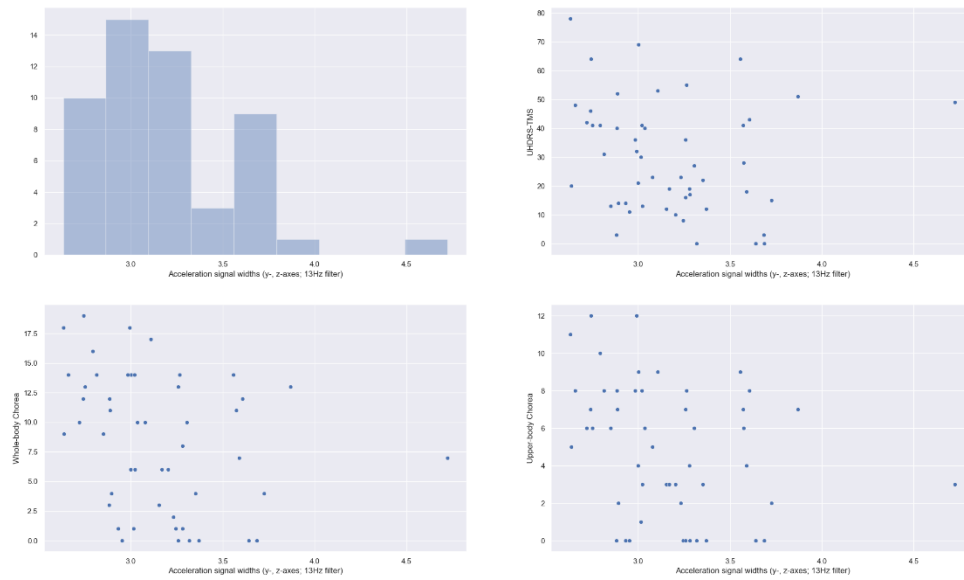 14
12
10
8
6
4
2
0
3.0 3.5 4.0 4.5
Acceleration signal widths (y-, z-axes; 13Hz filter)
80
70
60
50
40
30
20
10
0
UHDRS-TMS
3.0 3.5 4.0 4.5
Acceleration signal widths (y-, z-axes; 13Hz filter)
17.5
15.0
12.5
10.0
7.5
5.0
2.5
0.0
Whole-body Chorea
3.0 3.5 4.0 4.5
Acceleration signal widths (y-, z-axes; 13Hz filter)
12
10
8
6
4
2
0
Upper-body Chorea
3.0 3.5 4.0 4.5
Acceleration signal widths (y-, z-axes; 13Hz filter)